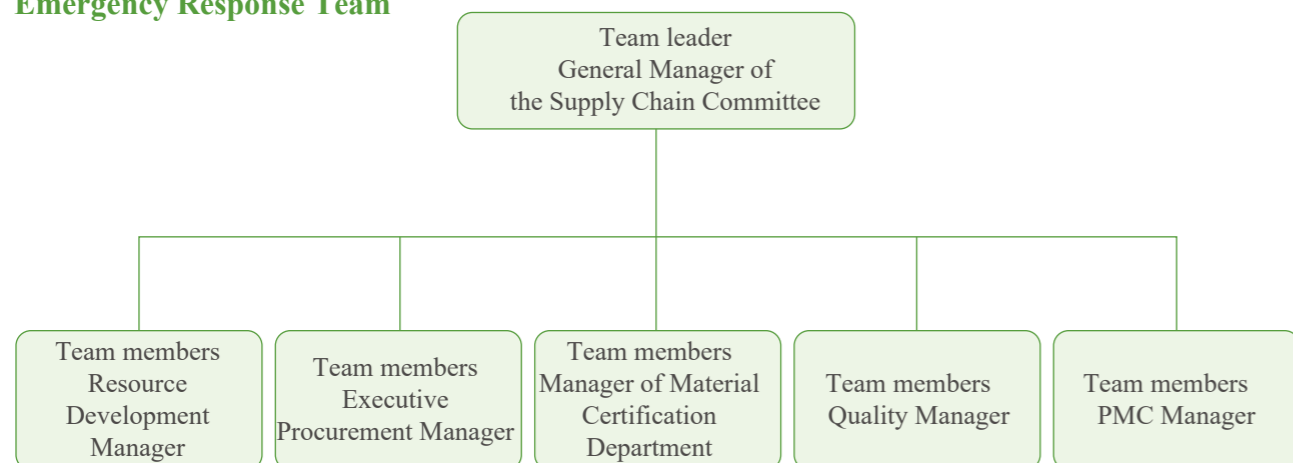 Emergency Response Team
Team leader
General Manager of
the Supply Chain Committee
Team members
Resource
Development
Manager
Team members
Executive
Procurement Manager
Team members
Manager of Material
Certification
Department
Team members
Quality Manager
Team members
PMC Manager